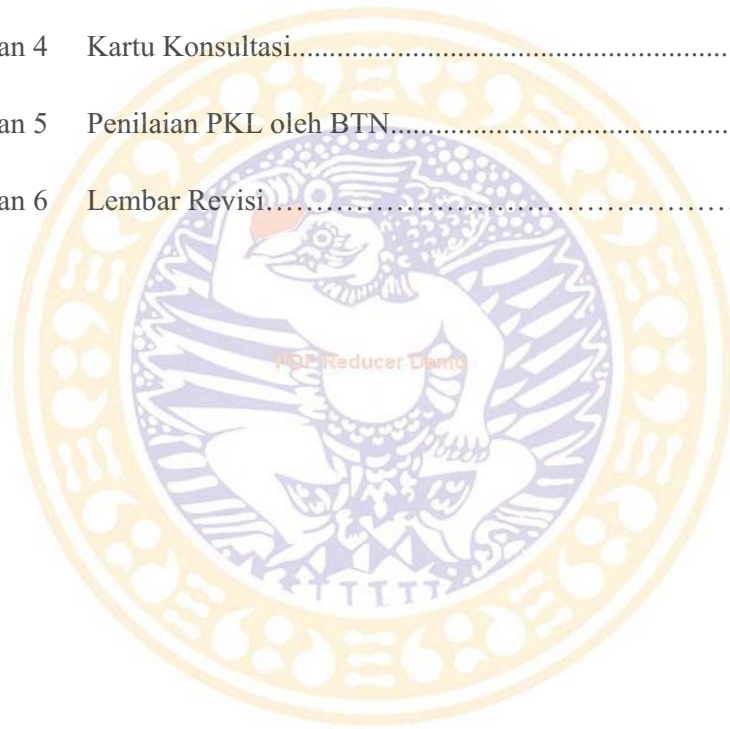 an 4 Kartu Konsultasi.............................................................
an 5 Penilaian PKL oleh BTN..............................................
an 6 Lembar Revisi……………………………………………
PDF Reducer Demo